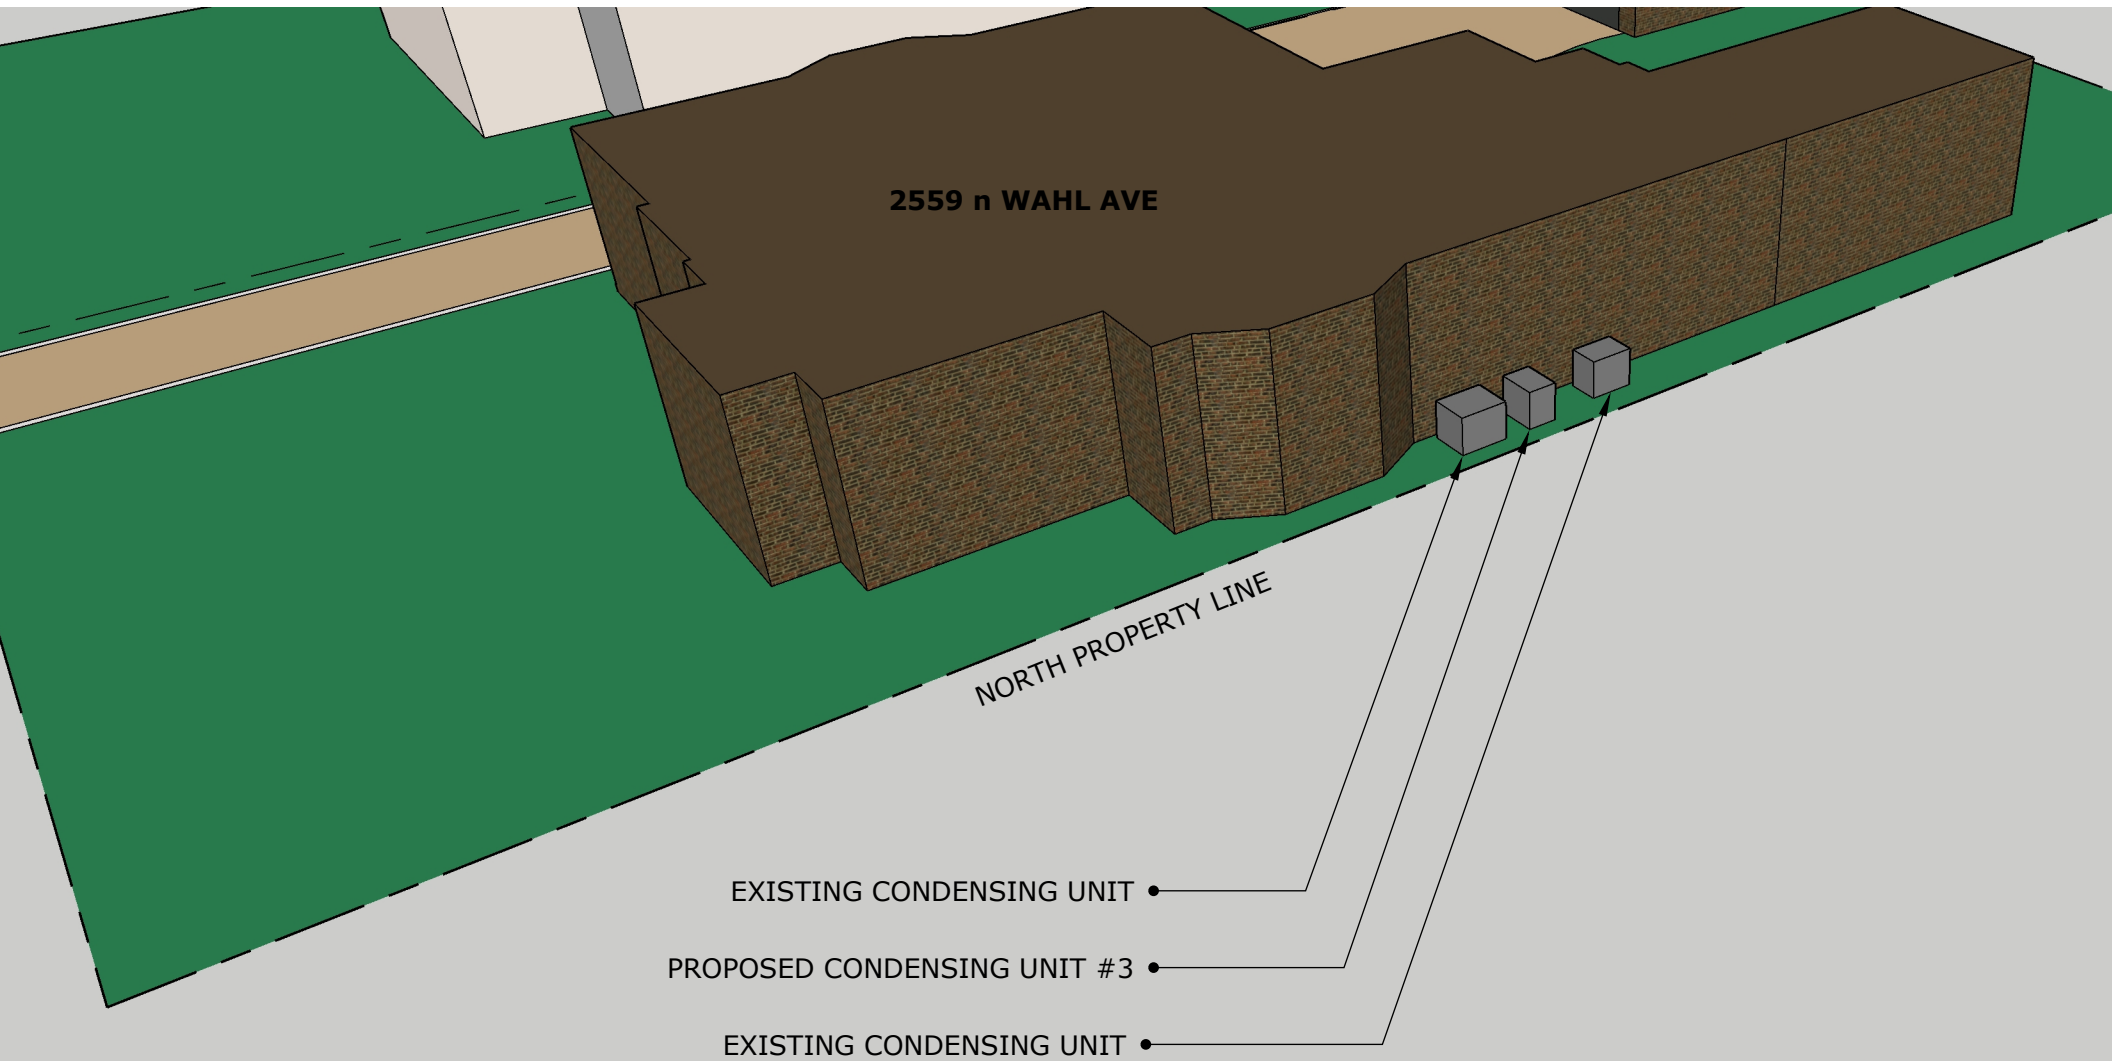 2559 n WAHL AVE
NORTH PROPERTY LINE
EXISTING CONDENSING UNIT
PROPOSED CONDENSING UNIT #3
EXISTING CONDENSING UNIT